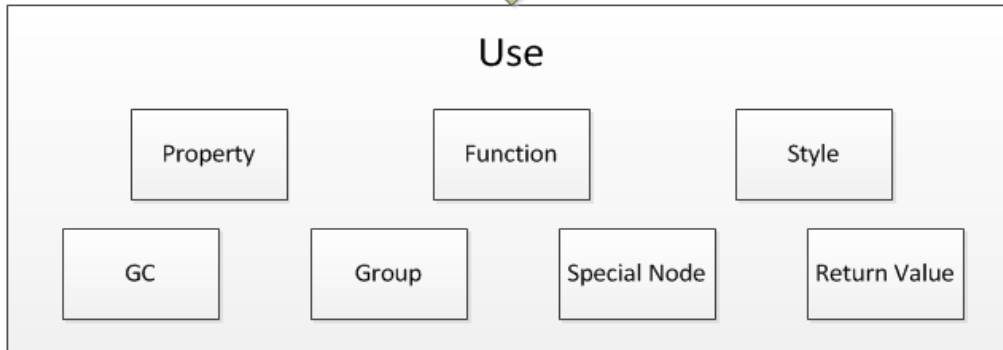 Use
Property
Function
Style
GC
Group
Special Node
Return Value